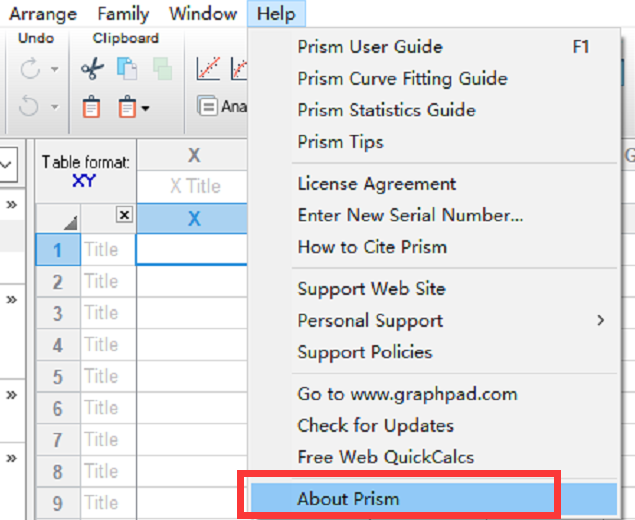 Arrange Family Window Help
Undo Clipboard
Ana
Prism User Guide F1
Prism Curve Fitting Guide
Prism Statistics Guide
Prism Tips
License Agreement
Enter New Serial Number...
How to Cite Prism
Support Web Site
Personal Support
Support Policies
Go to www.graphpad.com
Check for Updates
Free Web QuickCalcs
About Prism
Table format:
XY
X
X Title
X
1 Title
2 Title
3 Title
4 Title
5 Title
6 Title
7 Title
8 Title
9 Title